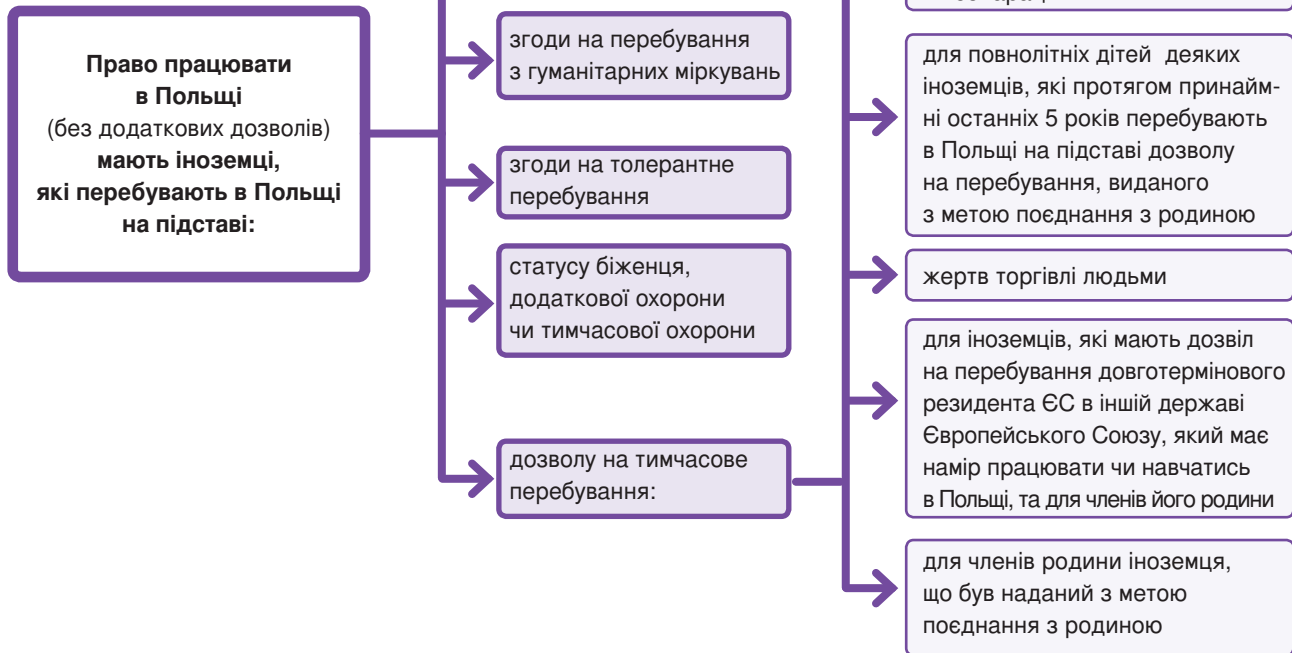 Право працювати
в Польщі
(без додаткових дозволів)
мають іноземці,
які перебувають в Польщі
на підставі:
згоди на перебування
з гуманітарних міркувань
згоди на толерантне
перебування
статусу біженця,
додаткової охорони
чи тимчасової охорони
дозволу на тимчасове
перебування:
для повнолітніх дітей деяких
іноземців, які протягом принайм-
ні останніх 5 років перебувають
в Польщі на підставі дозволу
на перебування, виданого
з метою поєднання з родиною
жертв торгівлі людьми
для іноземців, які мають дозвіл
на перебування довготермінового
резидента ЄС в іншій державі
Європейського Союзу, який має
намір працювати чи навчатись
в Польщі, та для членів його родини
для членів родини іноземця,
що був наданий з метою
поєднання з родиною